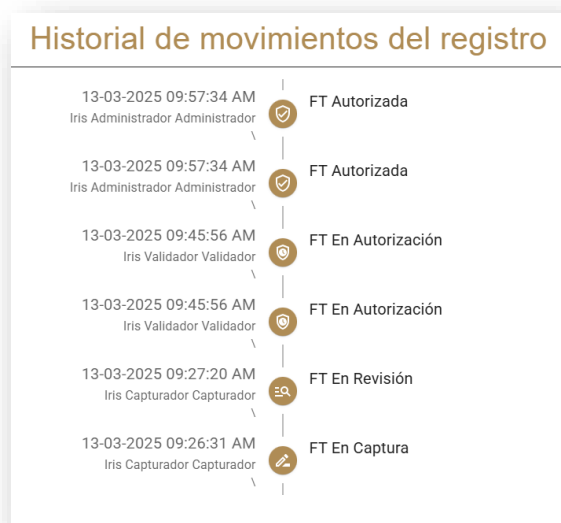 Historial de movimientos del registro
13-03-2025 09:57:34 AM
Iris Administrador Administrador
\
FT Autorizada
13-03-2025 09:57:34 AM
Iris Administrador Administrador
\
FT Autorizada
13-03-2025 09:45:56 AM
Iris Validador Validador
\
FT En Autorización
13-03-2025 09:45:56 AM
Iris Validador Validador
\
FT En Autorización
13-03-2025 09:27:20 AM
Iris Capturador Capturador
\
FT En Revisión
13-03-2025 09:26:31 AM
Iris Capturador Capturador
\
FT En Captura